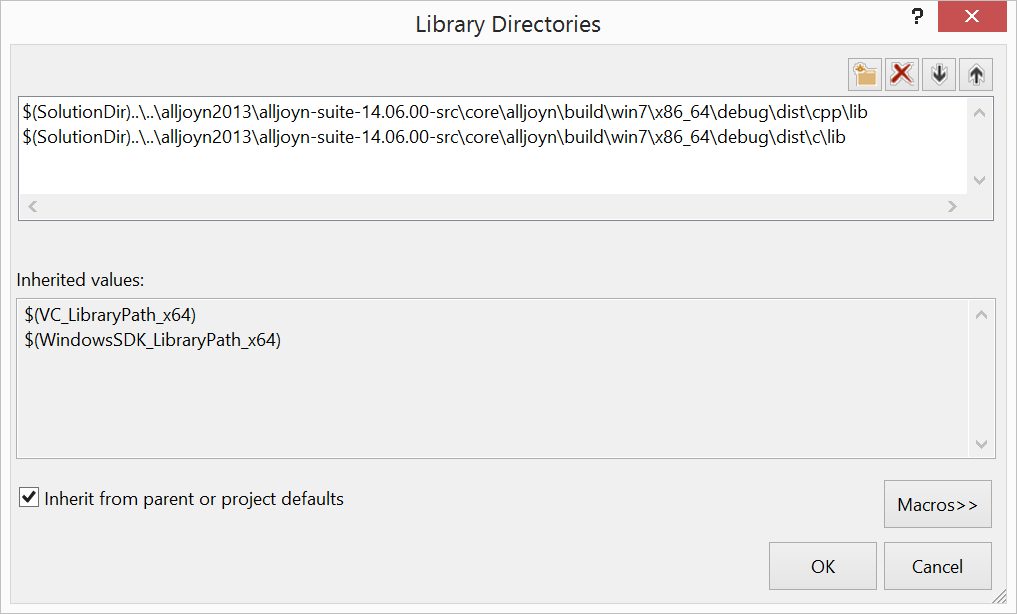 Library Directories
?
$(SolutionDir)..\..\alljoyn2013\alljoyn-suite-14.06.00-src\core\alljoyn\build\win7\x86_64\debug\dist\cpp\lib
$(SolutionDir)..\..\alljoyn2013\alljoyn-suite-14.06.00-src\core\alljoyn\build\win7\x86_64\debug\dist\c\lib
Inherited values:
$(VC_LibraryPath_x64)
$(WindowsSDK_LibraryPath_x64)
Inherit from parent or project defaults
Macros>>
OK
Cancel